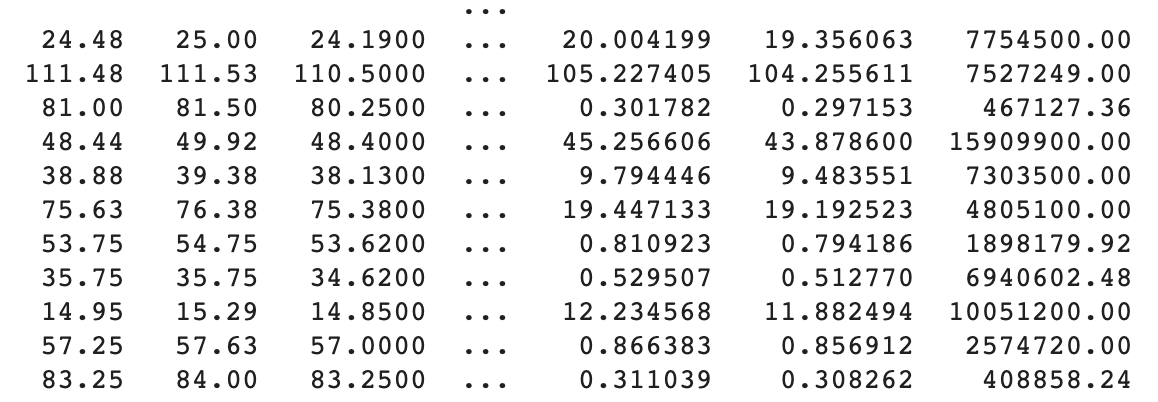 ...
24.48 25.00 24.1900 ... 20.004199 19.356063 7754500.00
111.48 111.53 110.5000 ... 105.227405 104.255611 7527249.00
81.00 81.50 80.2500 ... 0.301782 0.297153 467127.36
48.44 49.92 48.4000 ... 45.256606 43.878600 15909900.00
38.88 39.38 38.1300 ... 9.794446 9.483551 7303500.00
75.63 76.38 75.3800 ... 19.447133 19.192523 4805100.00
53.75 54.75 53.6200 ... 0.810923 0.794186 1898179.92
35.75 35.75 34.6200 ... 0.529507 0.512770 6940602.48
14.95 15.29 14.8500 ... 12.234568 11.882494 10051200.00
57.25 57.63 57.0000 ... 0.866383 0.856912 2574720.00
83.25 84.00 83.2500 ... 0.311039 0.308262 408858.24